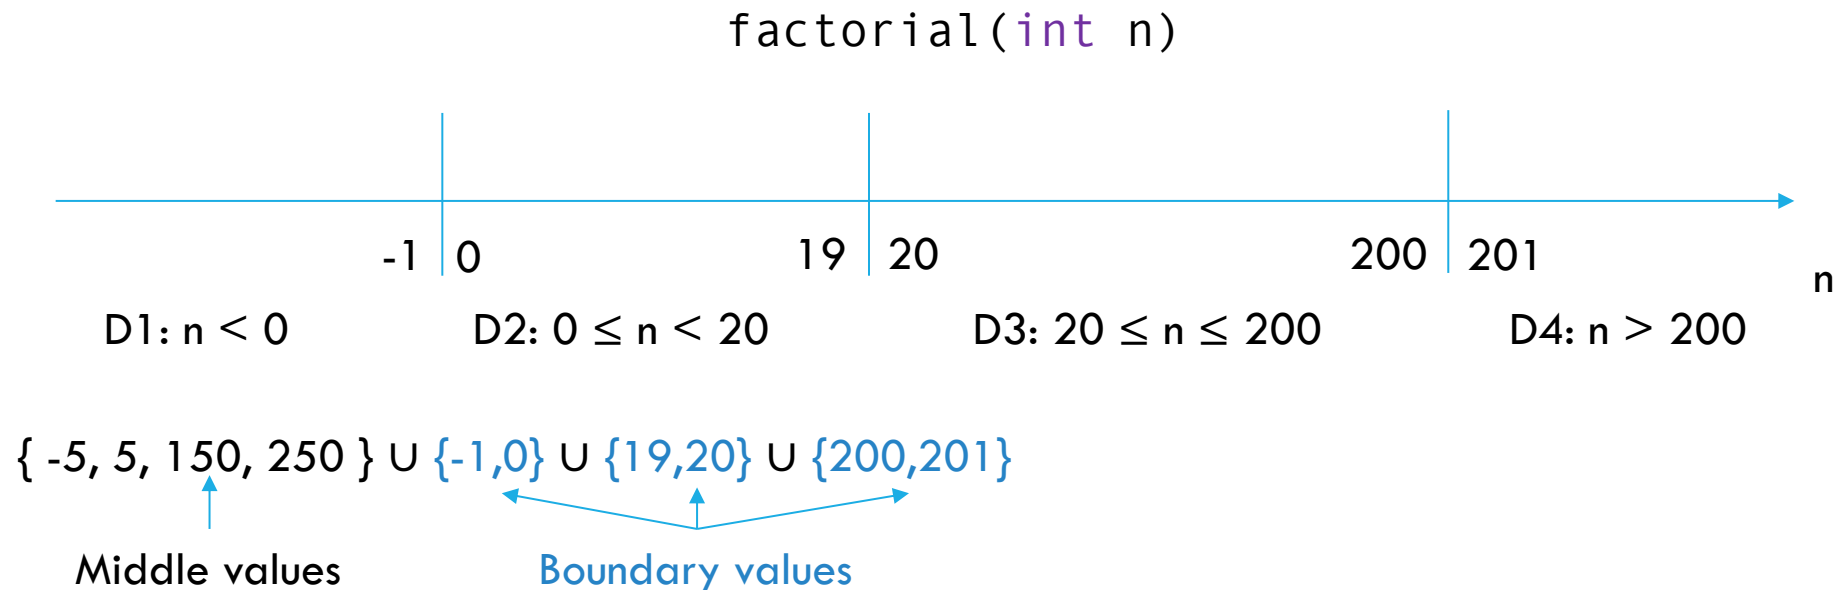 factorial(int n)
-1 0 19 20 200 201
n
D1: n < 0 D2: 0 ≤ n < 20 D3: 20 ≤ n ≤ 200 D4: n > 200
{ -5, 5, 150, 250 } ∪ {-1,0} ∪ {19,20} ∪ {200,201}
Middle values Boundary values